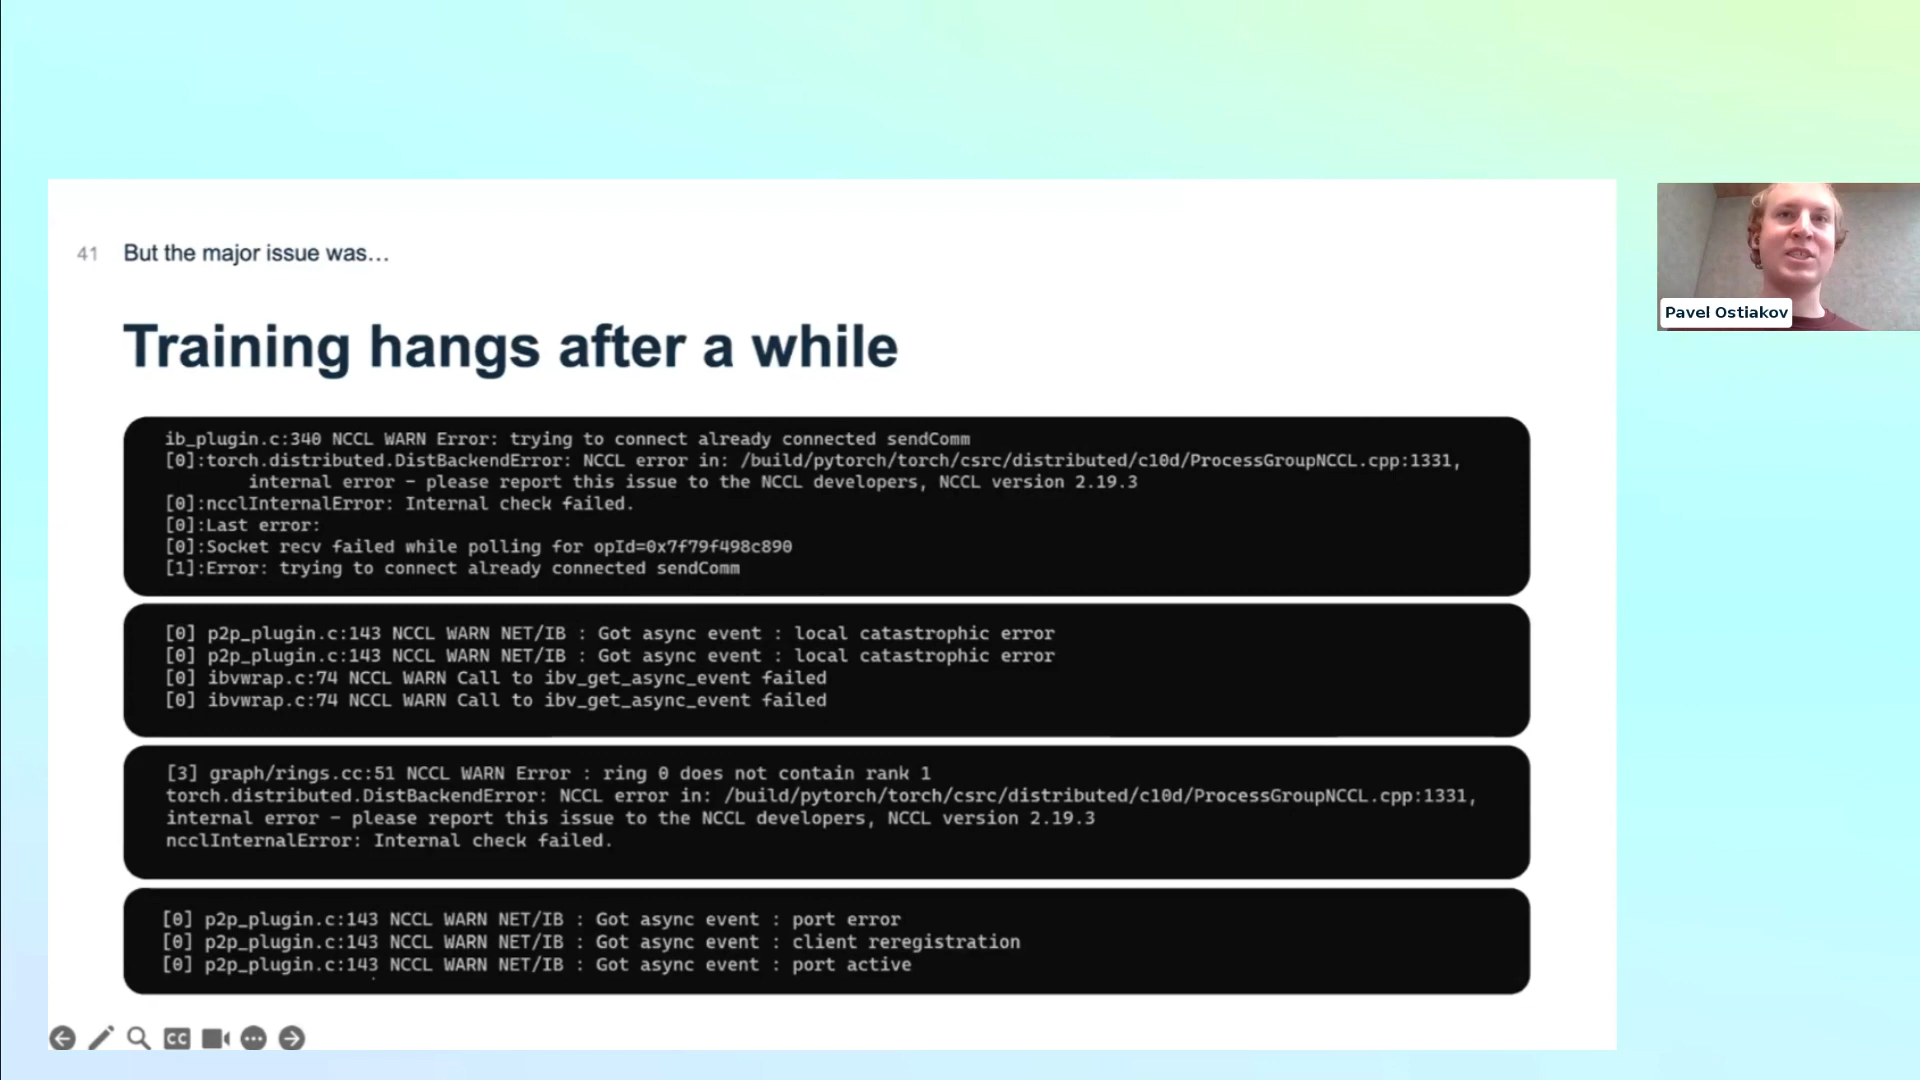 41 But the major issue was...
Training hangs after a while
ib_plugin.c:340 NCCL WARN Error: trying to connect already connected sendComm
[0]:torch.distributed.DistBackendError: NCCL error in: /build/pytorch/torch/csrc/distributed/c10d/ProcessGroupNCCL.cpp:1331,
internal error - please report this issue to the NCCL developers, NCCL version 2.19.3
[0]:ncclInternalError: Internal check failed.
[0]:Last error:
[0]:Socket recv failed while polling for opId=0x7f79f498c890
[1]:Error: trying to connect already connected sendComm
[0] p2p_plugin.c:143 NCCL WARN NET/IB : Got async event : local catastrophic error
[0] p2p_plugin.c:143 NCCL WARN NET/IB : Got async event : local catastrophic error
[0] ibvwrap.c:74 NCCL WARN Call to ibv_get_async_event failed
[0] ibvwrap.c:74 NCCL WARN Call to ibv_get_async_event failed
[3] graph/rings.cc:51 NCCL WARN Error : ring 0 does not contain rank 1
torch.distributed.DistBackendError: NCCL error in: /build/pytorch/torch/csrc/distributed/c10d/ProcessGroupNCCL.cpp:1331,
internal error - please report this issue to the NCCL developers, NCCL version 2.19.3
ncclInternalError: Internal check failed.
[0] p2p_plugin.c:143 NCCL WARN NET/IB : Got async event : port error
[0] p2p_plugin.c:143 NCCL WARN NET/IB : Got async event : client reregistration
[0] p2p_plugin.c:143 NCCL WARN NET/IB : Got async event : port active
CC
Pavel Ostiakov